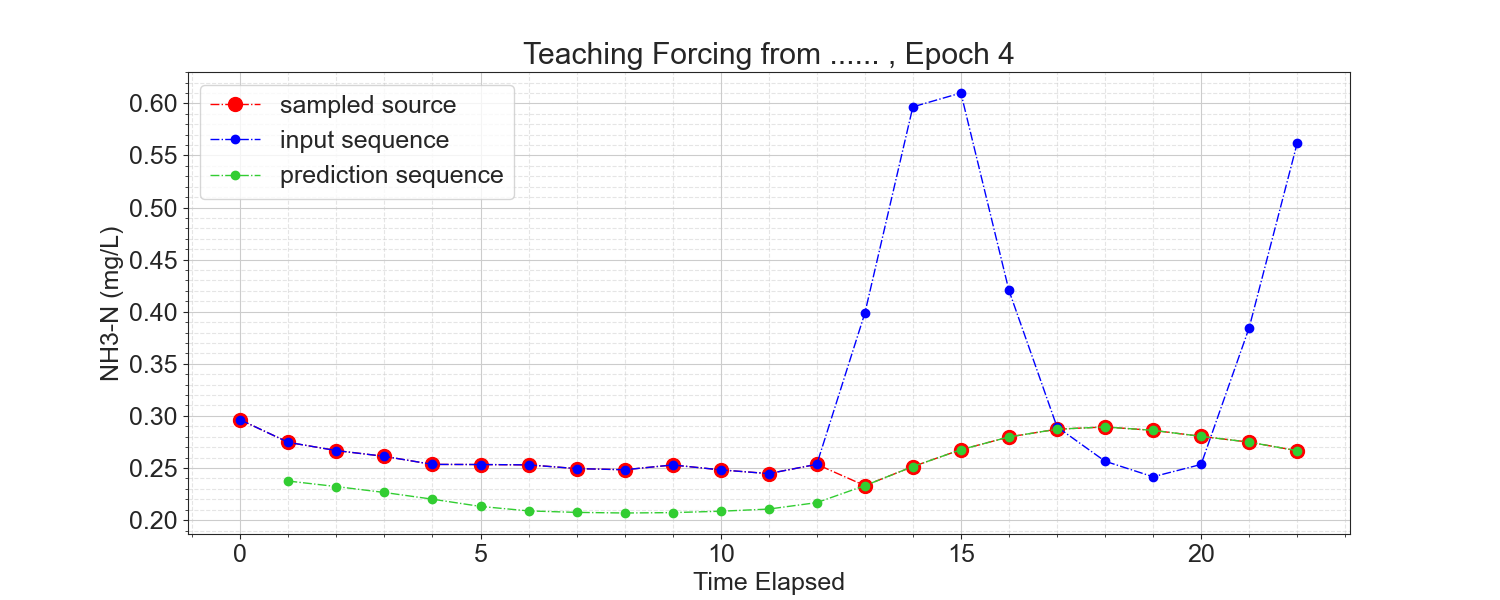 Teaching Forcing from ...... , Epoch 4
sampled source
input sequence
prediction sequence
NH3-N (mg/L)
0.60
0.55
0.50
0.45
0.40
0.35
0.30
0.25
0.20
0 5 10 15 20
Time Elapsed